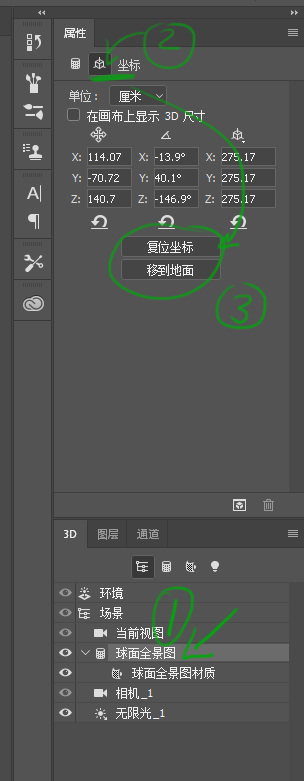 属性
②
坐标
单位： 厘米
在画布上显示 3D 尺寸
X: 114.07 X: -13.9° X: 275.17
Y: -70.72 Y: 40.1° Y: 275.17
Z: 140.7 Z: -146.9° Z: 275.17
复位坐标
移到地面
③
A
3D 图层 通道
环境
场景
①
当前视图
球面全景图
球面全景图材质
相机_1
无限光_1